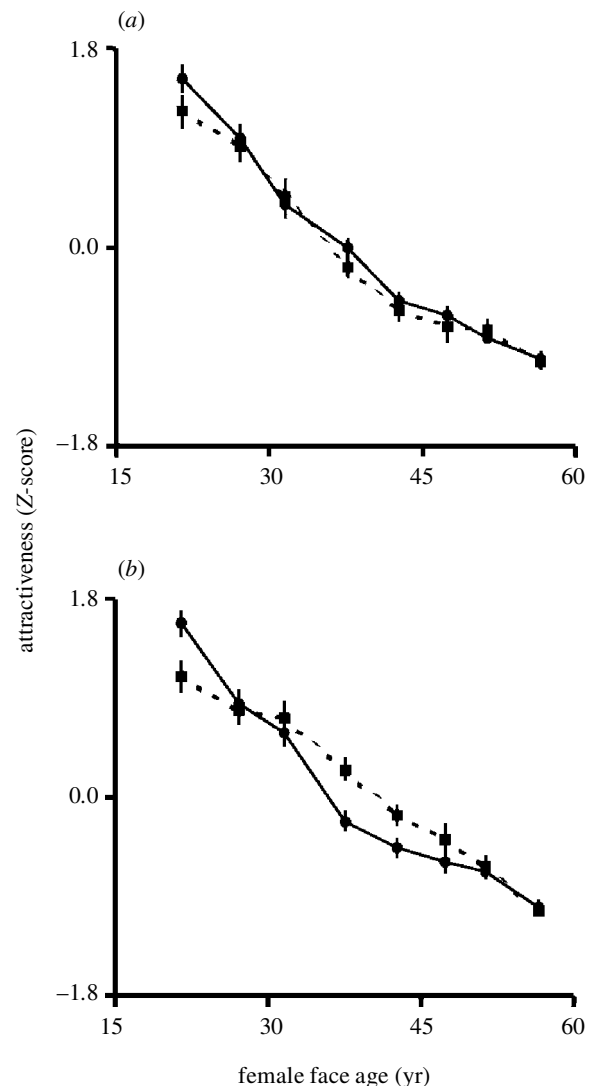 (a)
1.8
0.0
–1.8
15 30 45 60
attractiveness (Z-score)
(b)
1.8
0.0
–1.8
15 30 45 60
female face age (yr)